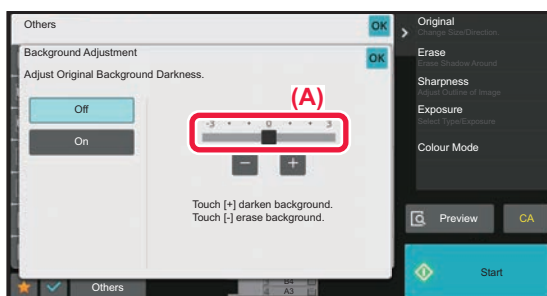 Others
OK
Background Adjustment
OK
Adjust Original Background Darkness.
Off
On
(A)
-3 • • 0 • • 3
−
+
Touch [+] darken background.
Touch [-] erase background.
Others
B4
A3
Original
Change Size/Direction.
Erase
Erase Shadow Around
Sharpness
Adjust Outline of Image
Exposure
Select Type/Exposure
Colour Mode
Preview
CA
Start